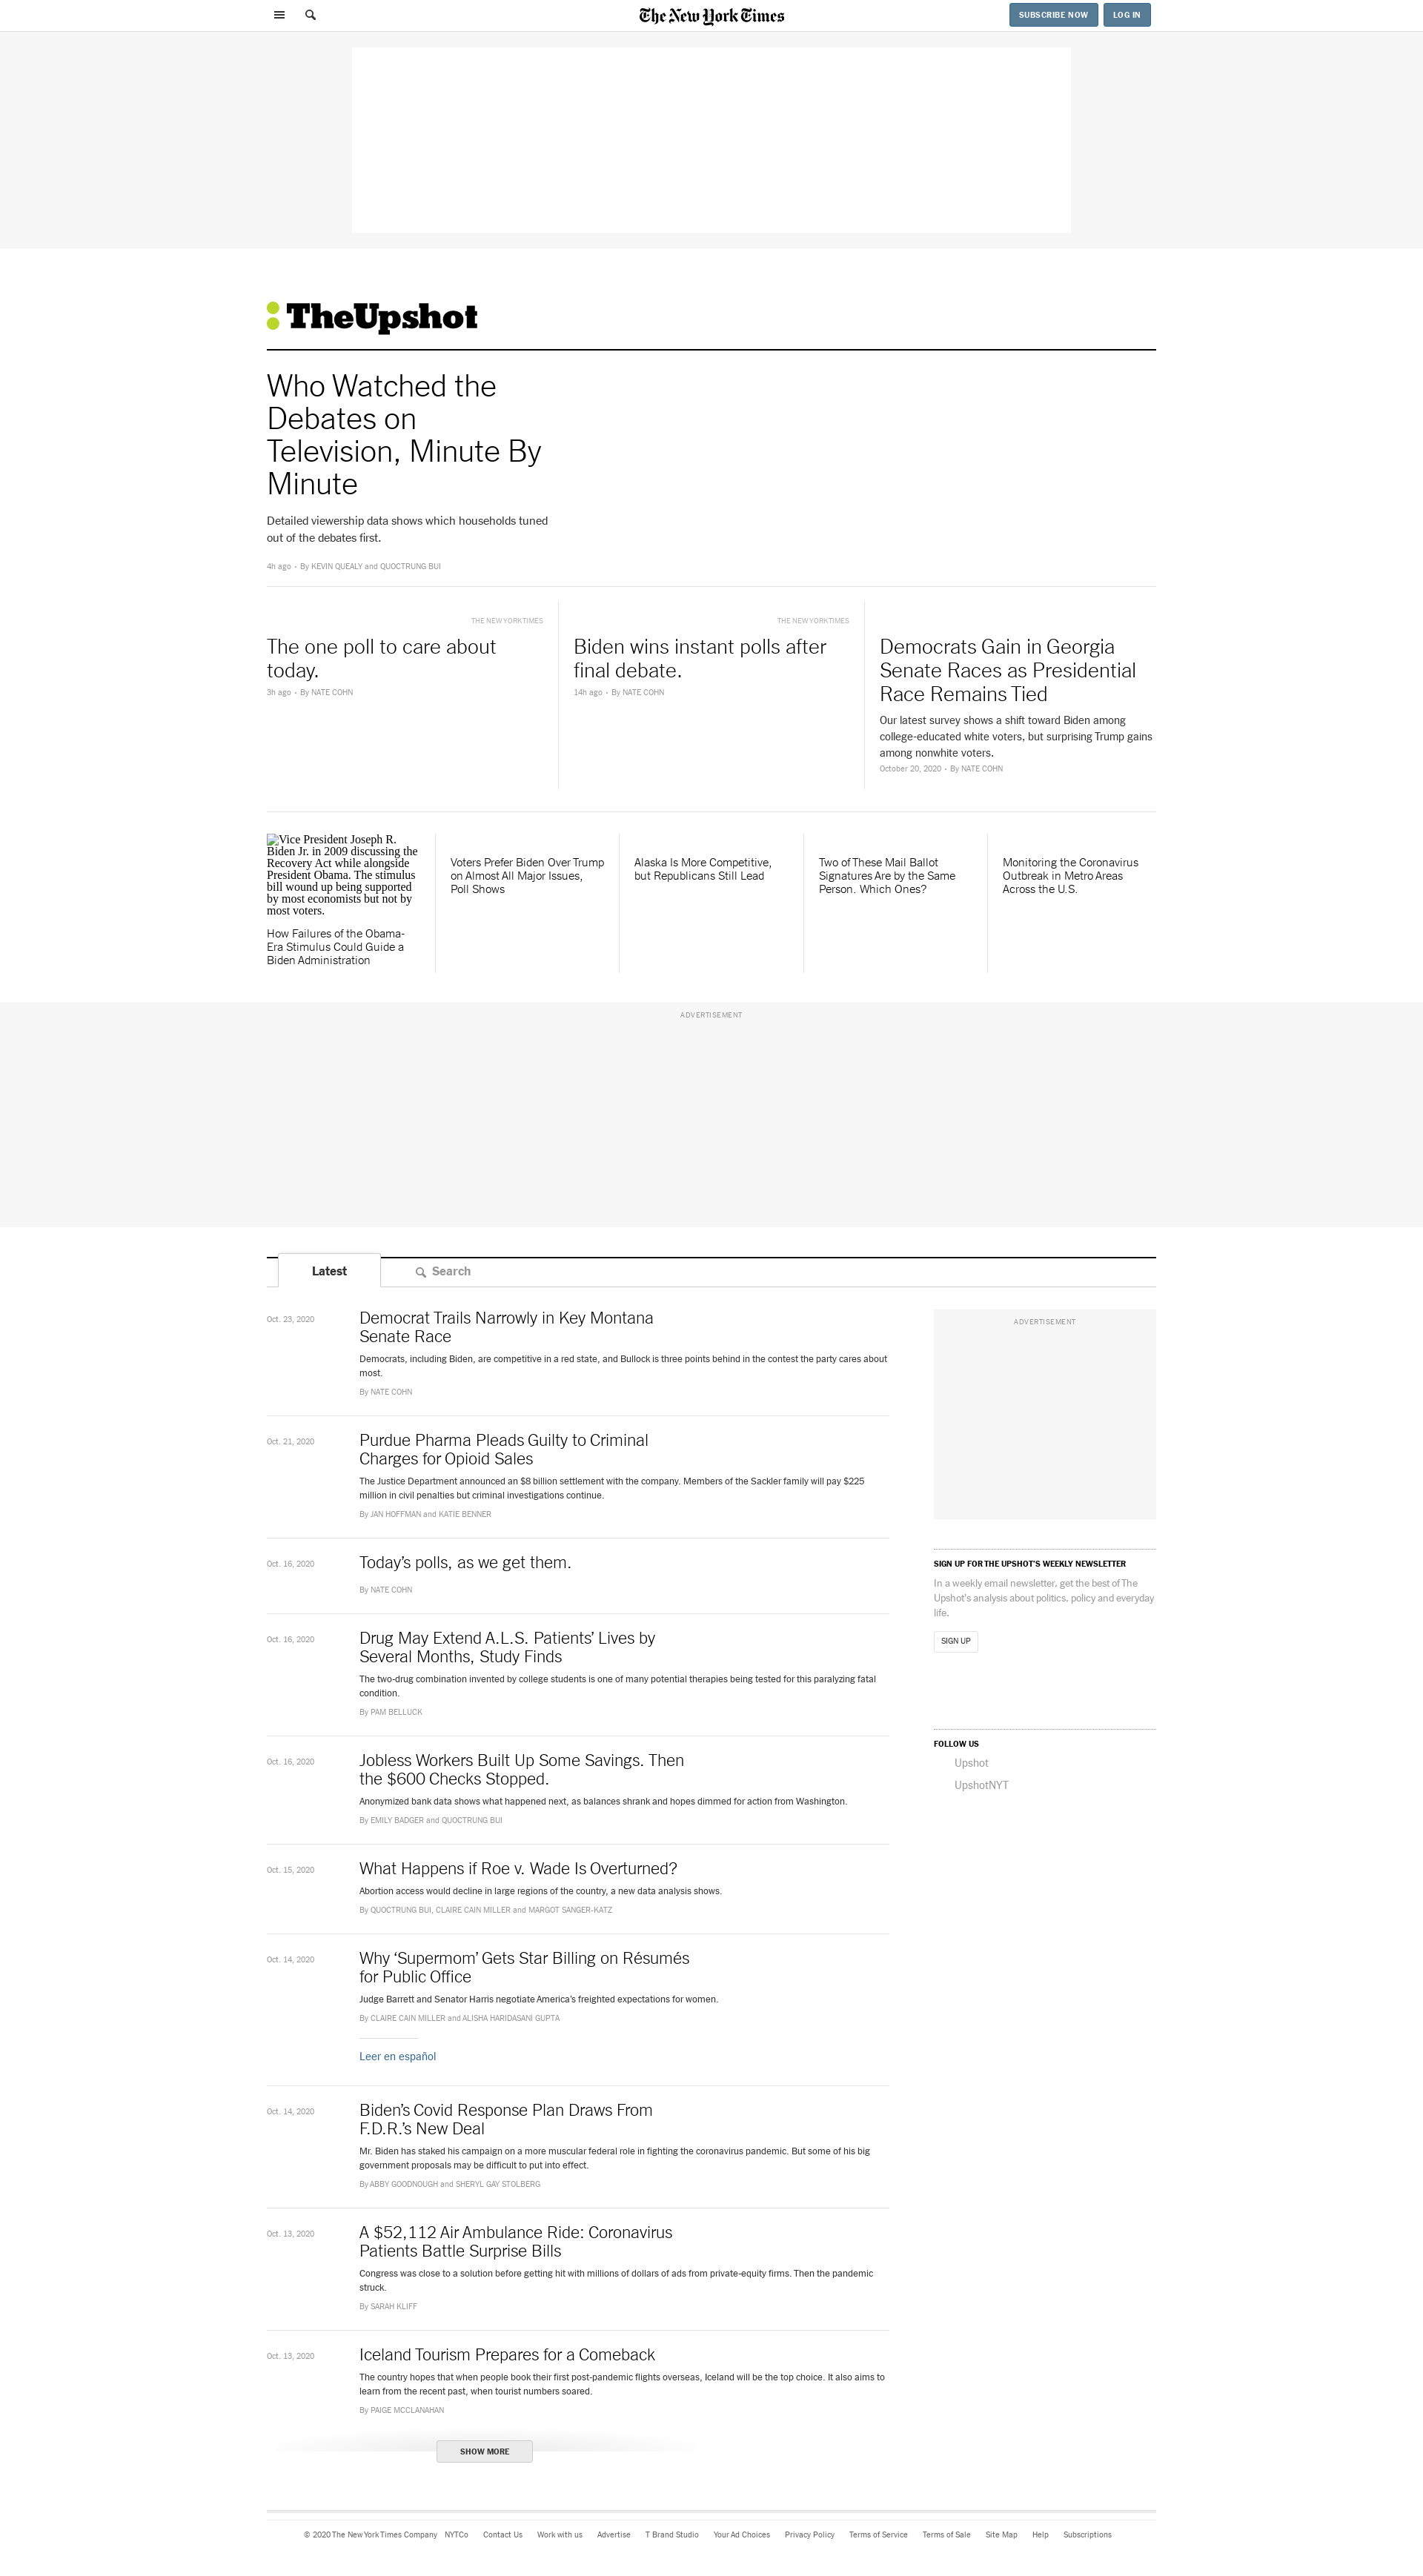 The New York Times
SUBSCRIBE NOW
LOG IN
TheUpshot
Who Watched the
Debates on
Television, Minute By
Minute
Detailed viewership data shows which households tuned
out of the debates first.
4h ago • By KEVIN QUEALY and QUOCTRUNG BUI
THE NEW YORK TIMES
The one poll to care about
today.
3h ago • By NATE COHN
THE NEW YORK TIMES
Biden wins instant polls after
final debate.
14h ago • By NATE COHN
Democrats Gain in Georgia
Senate Races as Presidential
Race Remains Tied
Our latest survey shows a shift toward Biden among
college-educated white voters, but surprising Trump gains
among nonwhite voters.
October 20, 2020 • By NATE COHN
Vice President Joseph R.
Biden Jr. in 2009 discussing the
Recovery Act while alongside
President Obama. The stimulus
bill wound up being supported
by most economists but not by
most voters.
How Failures of the Obama-
Era Stimulus Could Guide a
Biden Administration
Voters Prefer Biden Over Trump
on Almost All Major Issues,
Poll Shows
Alaska Is More Competitive,
but Republicans Still Lead
Two of These Mail Ballot
Signatures Are by the Same
Person. Which Ones?
Monitoring the Coronavirus
Outbreak in Metro Areas
Across the U.S.
ADVERTISEMENT
Latest
Search
Oct. 23, 2020
Democrat Trails Narrowly in Key Montana
Senate Race
Democrats, including Biden, are competitive in a red state, and Bullock is three points behind in the contest the party cares about
most.
By NATE COHN
Oct. 21, 2020
Purdue Pharma Pleads Guilty to Criminal
Charges for Opioid Sales
The Justice Department announced an $8 billion settlement with the company. Members of the Sackler family will pay $225
million in civil penalties but criminal investigations continue.
By JAN HOFFMAN and KATIE BENNER
Oct. 16, 2020
Today’s polls, as we get them.
By NATE COHN
Oct. 16, 2020
Drug May Extend A.L.S. Patients’ Lives by
Several Months, Study Finds
The two-drug combination invented by college students is one of many potential therapies being tested for this paralyzing fatal
condition.
By PAM BELLUCK
Oct. 16, 2020
Jobless Workers Built Up Some Savings. Then
the $600 Checks Stopped.
Anonymized bank data shows what happened next, as balances shrank and hopes dimmed for action from Washington.
By EMILY BADGER and QUOCTRUNG BUI
Oct. 15, 2020
What Happens if Roe v. Wade Is Overturned?
Abortion access would decline in large regions of the country, a new data analysis shows.
By QUOCTRUNG BUI, CLAIRE CAIN MILLER and MARGOT SANGER-KATZ
Oct. 14, 2020
Why ‘Supermom’ Gets Star Billing on Résumés
for Public Office
Judge Barrett and Senator Harris negotiate America’s freighted expectations for women.
By CLAIRE CAIN MILLER and ALISHA HARIDASANI GUPTA
Leer en español
Oct. 14, 2020
Biden’s Covid Response Plan Draws From
F.D.R.’s New Deal
Mr. Biden has staked his campaign on a more muscular federal role in fighting the coronavirus pandemic. But some of his big
government proposals may be difficult to put into effect.
By ABBY GOODNOUGH and SHERYL GAY STOLBERG
Oct. 13, 2020
A $52,112 Air Ambulance Ride: Coronavirus
Patients Battle Surprise Bills
Congress was close to a solution before getting hit with millions of dollars of ads from private-equity firms. Then the pandemic
struck.
By SARAH KLIFF
Oct. 13, 2020
Iceland Tourism Prepares for a Comeback
The country hopes that when people book their first post-pandemic flights overseas, Iceland will be the top choice. It also aims to
learn from the recent past, when tourist numbers soared.
By PAIGE MCCLANAHAN
SHOW MORE
ADVERTISEMENT
SIGN UP FOR THE UPSHOT’S WEEKLY NEWSLETTER
In a weekly email newsletter, get the best of The
Upshot’s analysis about politics, policy and everyday
life.
SIGN UP
FOLLOW US
Upshot
UpshotNYT
© 2020 The New York Times Company NYTCo Contact Us Work with us Advertise T Brand Studio Your Ad Choices Privacy Policy Terms of Service Terms of Sale Site Map Help Subscriptions